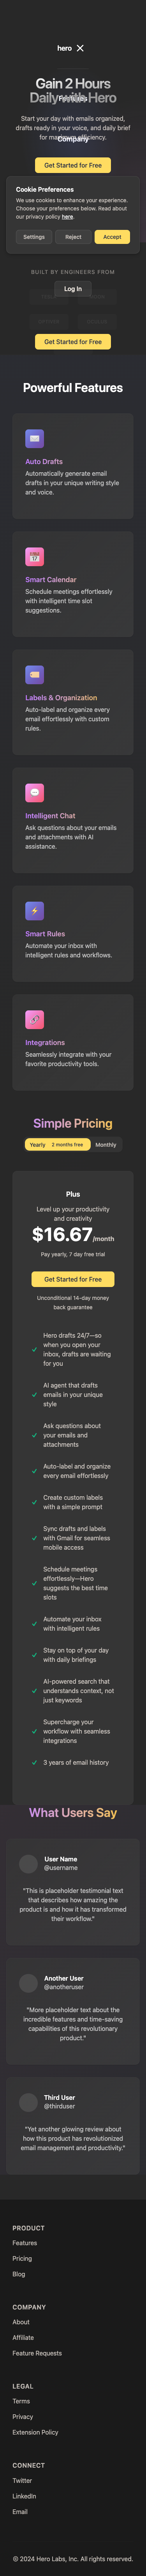 hero
Gain 2 Hours
Daily with Hero
Features
Start your day with emails organized,
drafts ready in your voice, and daily brief
for maximum efficiency.
Company
Get Started for Free
Cookie Preferences
We use cookies to enhance your experience.
Choose your preferences below. Read about
our privacy policy here.
Settings
Reject
Accept
BUILT BY ENGINEERS FROM
Log In
Get Started for Free
Powerful Features
Auto Drafts
Automatically generate email
drafts in your unique writing style
and voice.
Smart Calendar
Schedule meetings effortlessly
with intelligent time slot
suggestions.
Labels & Organization
Auto-label and organize every
email effortlessly with custom
rules.
Intelligent Chat
Ask questions about your emails
and attachments with AI
assistance.
Smart Rules
Automate your inbox with
intelligent rules and workflows.
Integrations
Seamlessly integrate with your
favorite productivity tools.
Simple Pricing
Yearly 2 months free Monthly
Plus
Level up your productivity
and creativity
$16.67/month
Pay yearly, 7 day free trial
Get Started for Free
Unconditional 14-day money
back guarantee
Hero drafts 24/7—so
when you open your
inbox, drafts are waiting
for you
AI agent that drafts
emails in your unique
style
Ask questions about
your emails and
attachments
Auto-label and organize
every email effortlessly
Create custom labels
with a simple prompt
Sync drafts and labels
with Gmail for seamless
mobile access
Schedule meetings
effortlessly—Hero
suggests the best time
slots
Automate your inbox
with intelligent rules
Stay on top of your day
with daily briefings
AI-powered search that
understands context, not
just keywords
Supercharge your
workflow with seamless
integrations
3 years of email history
What Users Say
User Name
@username
"This is placeholder testimonial text
that describes how amazing the
product is and how it has transformed
their workflow."
Another User
@anotheruser
"More placeholder text about the
incredible features and time-saving
capabilities of this revolutionary
product."
Third User
@thirduser
"Yet another glowing review about
how this product has revolutionized
email management and productivity."
PRODUCT
Features
Pricing
Blog
COMPANY
About
Affiliate
Feature Requests
LEGAL
Terms
Privacy
Extension Policy
CONNECT
Twitter
LinkedIn
Email
© 2024 Hero Labs, Inc. All rights reserved.